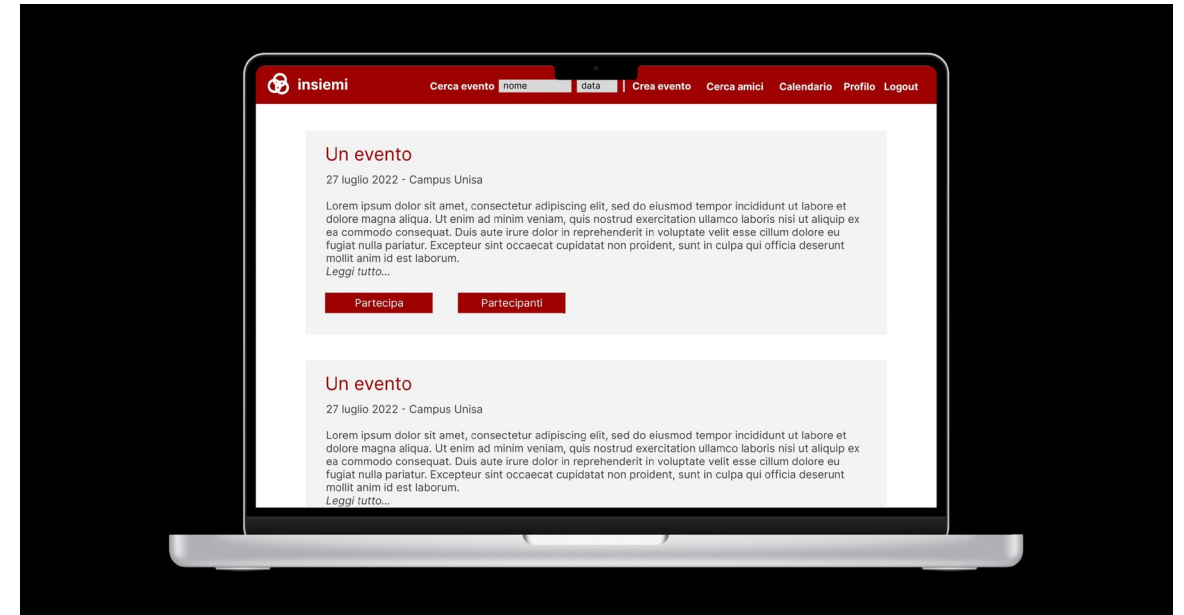 insiemi
Cerca evento nome data | Crea evento Cerca amici Calendario Profilo Logout
Un evento
27 luglio 2022 - Campus Unisa
Lorem ipsum dolor sit amet, consectetur adipiscing elit, sed do eiusmod tempor incididunt ut labore et
dolore magna aliqua. Ut enim ad minim veniam, quis nostrud exercitation ullamco laboris nisi ut aliquip ex
ea commodo consequat. Duis aute irure dolor in reprehenderit in voluptate velit esse cillum dolore eu
fugiat nulla pariatur. Excepteur sint occaecat cupidatat non proident, sunt in culpa qui officia deserunt
mollit anim id est laborum.
Leggi tutto...
Partecipa Partecipanti
Un evento
27 luglio 2022 - Campus Unisa
Lorem ipsum dolor sit amet, consectetur adipiscing elit, sed do eiusmod tempor incididunt ut labore et
dolore magna aliqua. Ut enim ad minim veniam, quis nostrud exercitation ullamco laboris nisi ut aliquip ex
ea commodo consequat. Duis aute irure dolor in reprehenderit in voluptate velit esse cillum dolore eu
fugiat nulla pariatur. Excepteur sint occaecat cupidatat non proident, sunt in culpa qui officia deserunt
mollit anim id est laborum.
Leggi tutto...